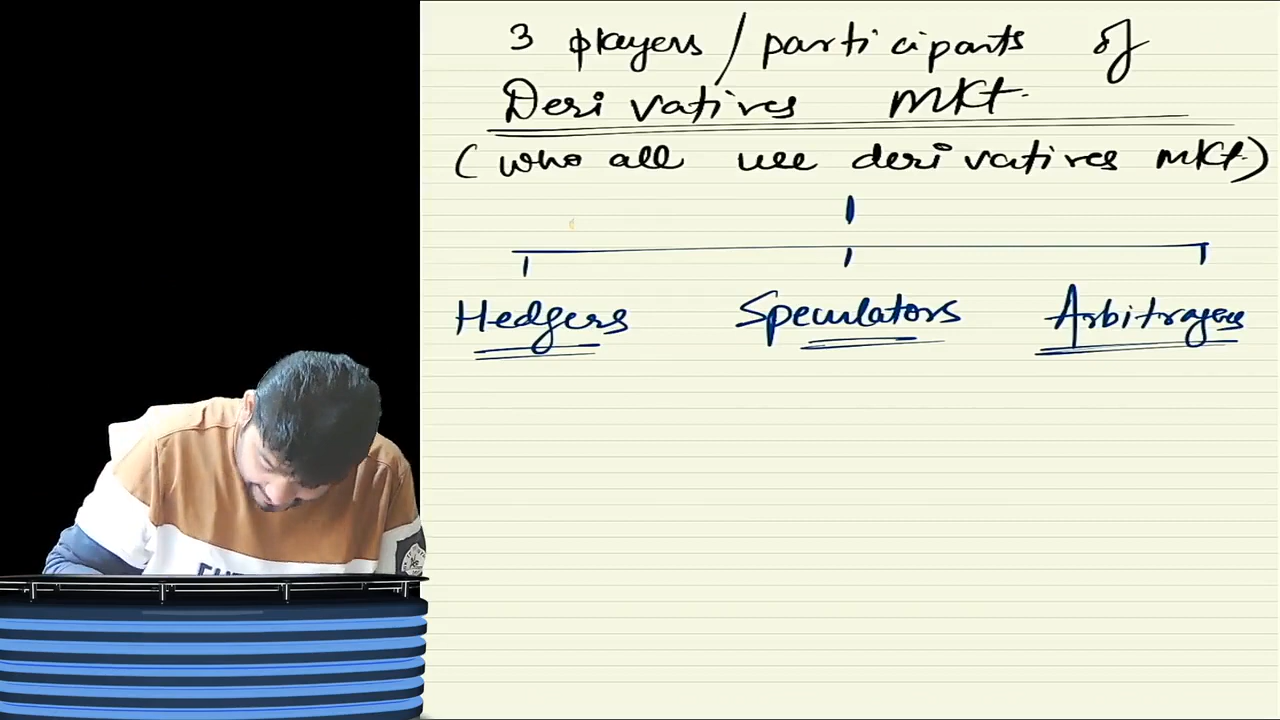 3 players/participants of
Derivatives mkt.
(who all use derivatives mkt.)
Hedgers Speculators Arbitragers